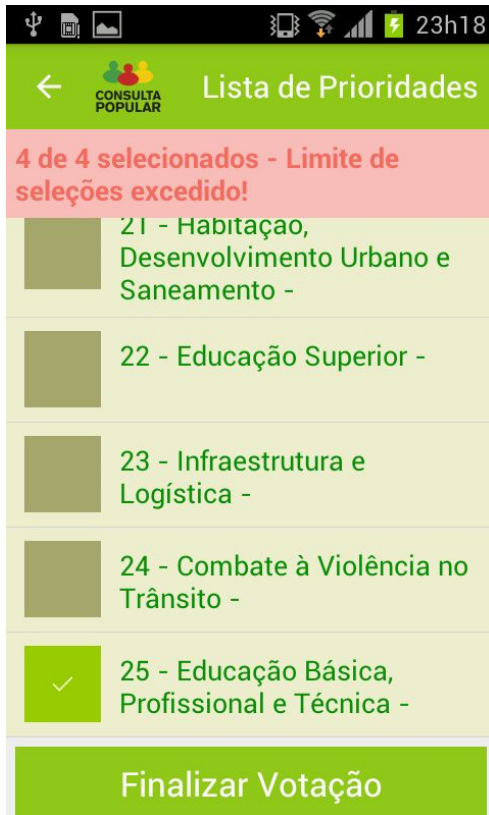 23h18
CONSULTA
POPULAR
Lista de Prioridades
4 de 4 selecionados - Limite de
seleções excedido!
21 - Habitação,
Desenvolvimento Urbano e
Saneamento -
22 - Educação Superior -
23 - Infraestrutura e
Logística -
24 - Combate à Violência no
Trânsito -
25 - Educação Básica,
Profissional e Técnica -
Finalizar Votação